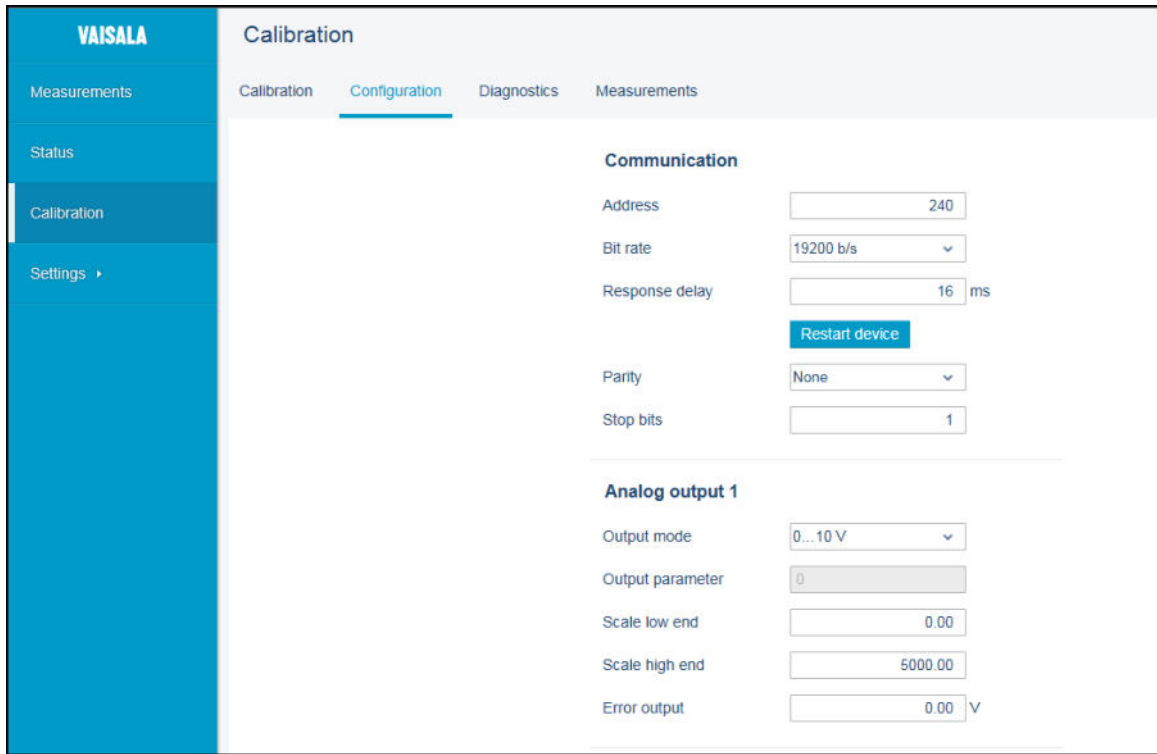 VAISALA
Measurements
Status
Calibration
Settings
Calibration
Calibration Configuration Diagnostics Measurements
Communication
Address 240
Bit rate 19200 b/s
Response delay 16 ms
Restart device
Parity None
Stop bits 1
Analog output 1
Output mode 0...10 V
Output parameter 0
Scale low end 0.00
Scale high end 5000.00
Error output 0.00 V